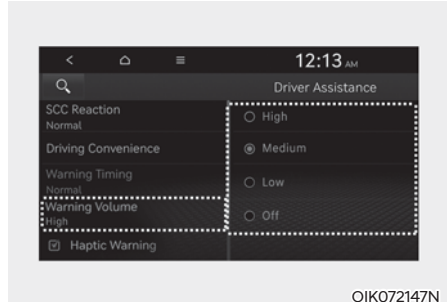 12:13 AM
Driver Assistance
SCC Reaction
Normal
Driving Convenience
Warning Timing
Normal
Warning Volume
High
Haptic Warning
High
Medium
Low
Off
OIK072147N